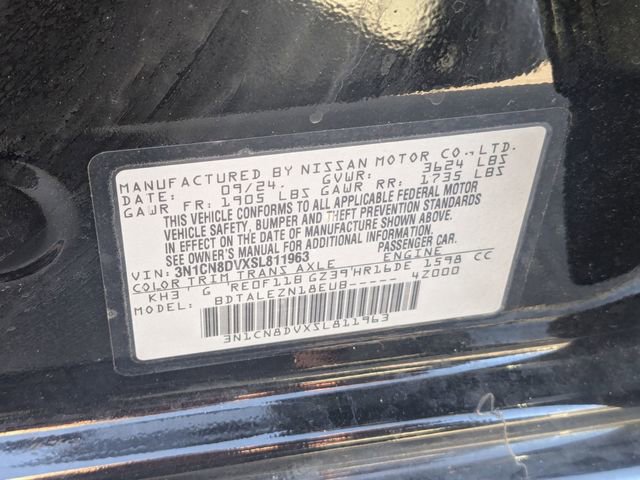 MANUFACTURED BY NISSAN MOTOR CO., LTD.
DATE: 09/24. GVWR: 3624 LBS
GAWR FR: 1905 LBS GAWR RR: 1735 LBS
THIS VEHICLE CONFORMS TO ALL APPLICABLE FEDERAL MOTOR
VEHICLE SAFETY, BUMPER AND THEFT PREVENTION STANDARDS
IN EFFECT ON THE DATE OF MANUFACTURE SHOWN ABOVE.
SEE OWNER'S MANUAL FOR ADDITIONAL INFORMATION.
VIN: 3N1CN8DVXSL811963 PASSENGER CAR.
COLOR TRIM TRANS AXLE ENGINE
KH3 G RE0F11B GZ39 HR16DE 1598 CC
MODEL: BDTALEZN18EUB----- 4Z000
3N1CN8DVXSL811963